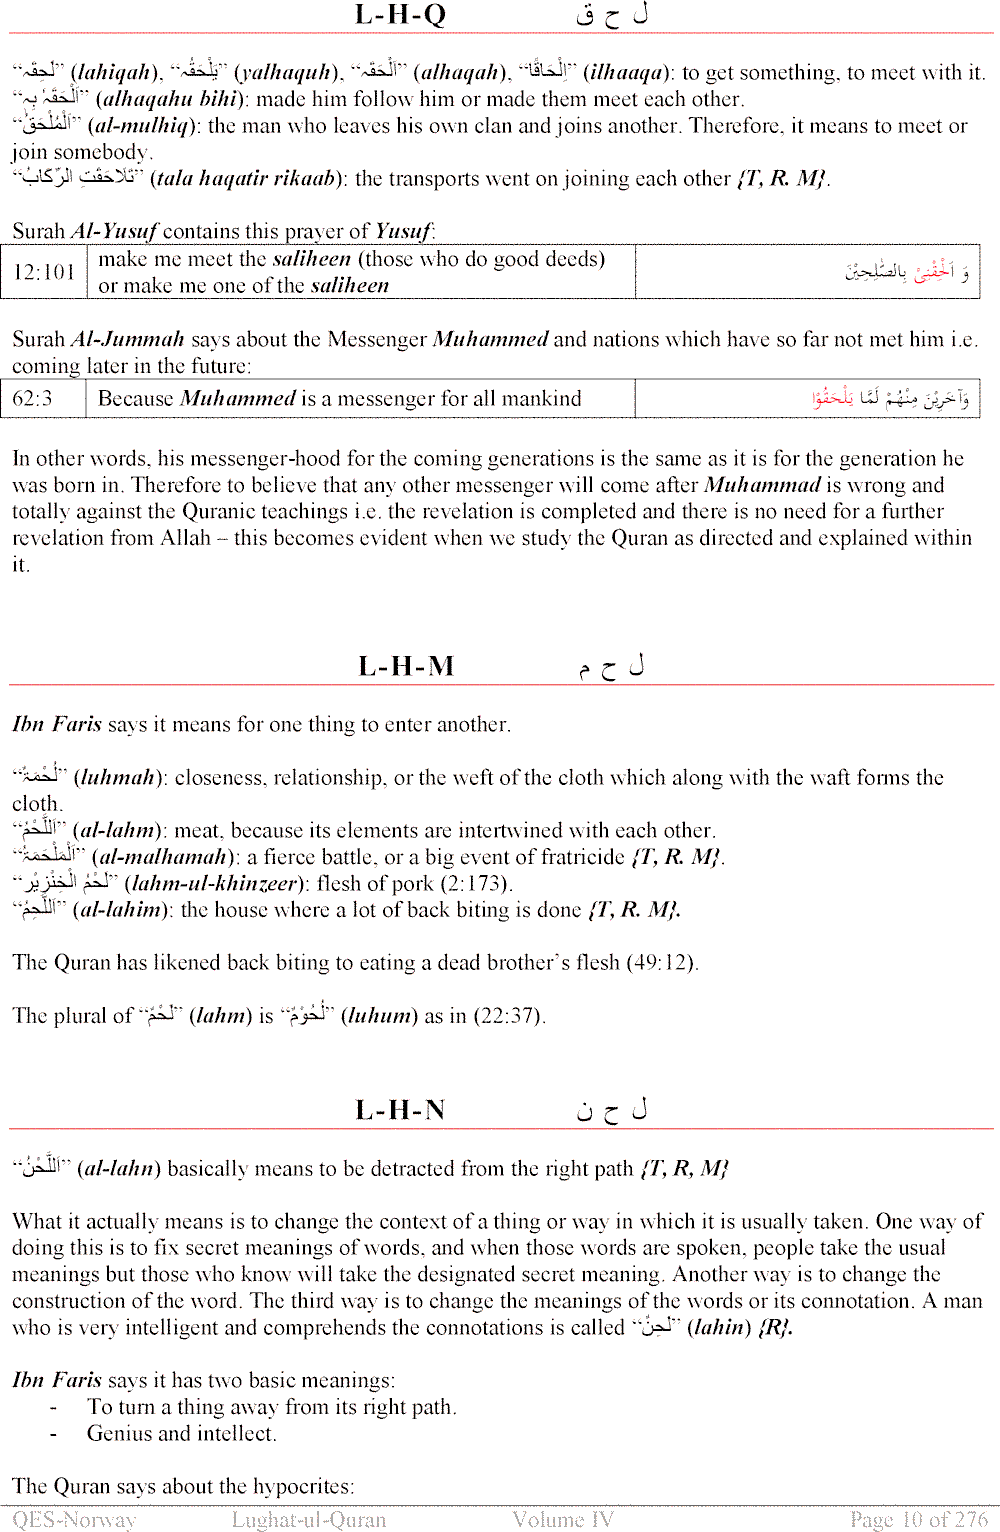 L-H-Q ل ح ق
“لَحِقَہ” (lahiqah), “یَلْحَقُہ” (yalhaquh), “اَلْحَقَہ” (alhaqah), “اِلْحَاقًا” (ilhaaqa): to get something, to meet with it.
“اَلْحَقَہٗ بِہٖ” (alhaqahu bihi): made him follow him or made them meet each other.
“اَلْمُلْحَقُ” (al-mulhiq): the man who leaves his own clan and joins another. Therefore, it means to meet or
join somebody.
“تَلَاحَقَتِ الرِّکَابُ” (tala haqatir rikaab): the transports went on joining each other {T, R. M}.
Surah Al-Yusuf contains this prayer of Yusuf:
12:101 make me meet the saliheen (those who do good deeds) وَ اَلْحِقْنِیْ بِالصّٰلِحِیْنَ
or make me one of the saliheen
Surah Al-Jummah says about the Messenger Muhammed and nations which have so far not met him i.e.
coming later in the future:
62:3 Because Muhammed is a messenger for all mankind وَآخَرِیْنَ مِنْہُمْ لَمَّا یَلْحَقُوْا
In other words, his messenger-hood for the coming generations is the same as it is for the generation he
was born in. Therefore to believe that any other messenger will come after Muhammad is wrong and
totally against the Quranic teachings i.e. the revelation is completed and there is no need for a further
revelation from Allah – this becomes evident when we study the Quran as directed and explained within
it.
L-H-M ل ح م
Ibn Faris says it means for one thing to enter another.
“لُحْمَۃٌ” (luhmah): closeness, relationship, or the weft of the cloth which along with the waft forms the
cloth.
“اَللَّحْمُ” (al-lahm): meat, because its elements are intertwined with each other.
“اَلْمَلْحَمَۃُ” (al-malhamah): a fierce battle, or a big event of fratricide {T, R. M}.
“لَحْمُ الْخِنْزِیْرِ” (lahm-ul-khinzeer): flesh of pork (2:173).
“اَللَّحِمُ” (al-lahim): the house where a lot of back biting is done {T, R. M}.
The Quran has likened back biting to eating a dead brother’s flesh (49:12).
The plural of “لَحْمٌ” (lahm) is “لُحُوْمٌ” (luhum) as in (22:37).
L-H-N ل ح ن
“اَللَّحْنُ” (al-lahn) basically means to be detracted from the right path {T, R, M}
What it actually means is to change the context of a thing or way in which it is usually taken. One way of
doing this is to fix secret meanings of words, and when those words are spoken, people take the usual
meanings but those who know will take the designated secret meaning. Another way is to change the
construction of the word. The third way is to change the meanings of the words or its connotation. A man
who is very intelligent and comprehends the connotations is called “لَحِنٌ” (lahin) {R}.
Ibn Faris says it has two basic meanings:
- To turn a thing away from its right path.
- Genius and intellect.
The Quran says about the hypocrites:
QES-Norway Lughat-ul-Quran Volume IV Page 10 of 276